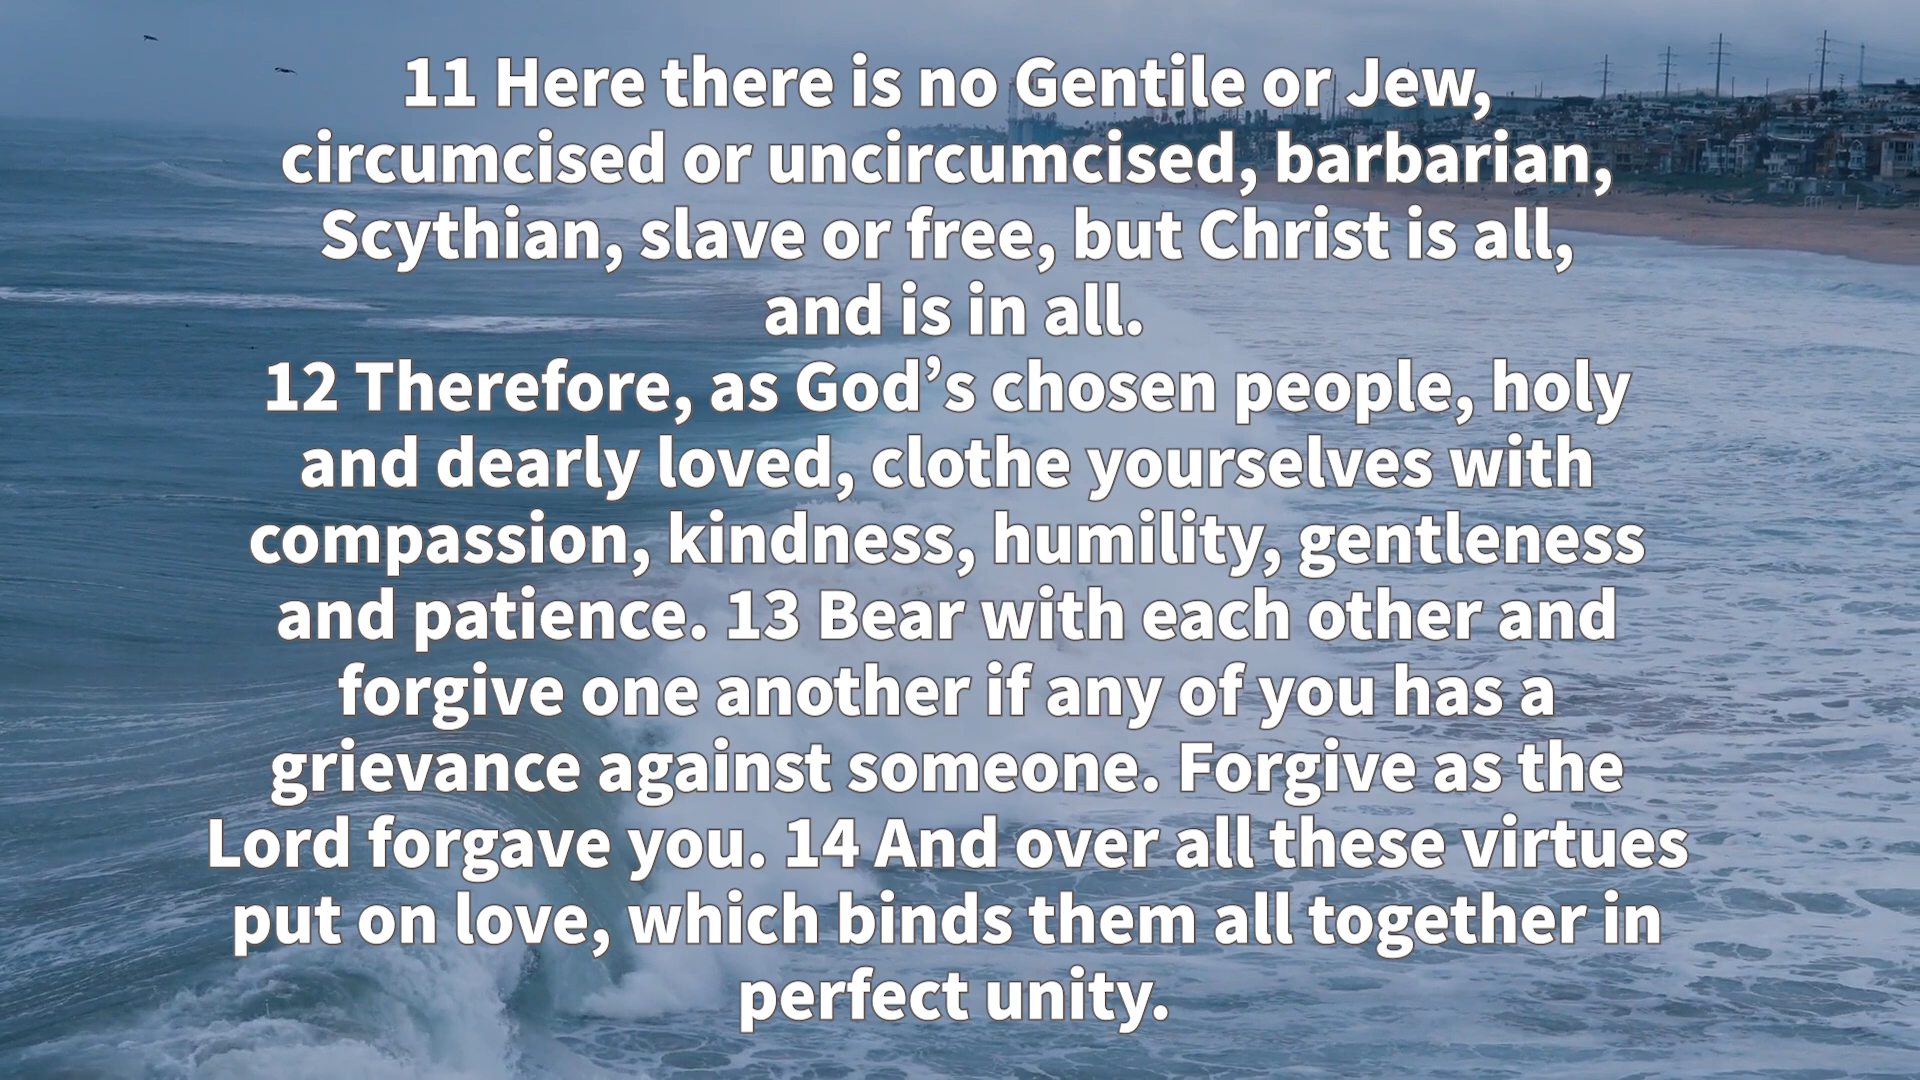 11 Here there is no Gentile or Jew,
circumcised or uncircumcised, barbarian,
Scythian, slave or free, but Christ is all,
and is in all.
12 Therefore, as God’s chosen people, holy
and dearly loved, clothe yourselves with
compassion, kindness, humility, gentleness
and patience. 13 Bear with each other and
forgive one another if any of you has a
grievance against someone. Forgive as the
Lord forgave you. 14 And over all these virtues
put on love, which binds them all together in
perfect unity.